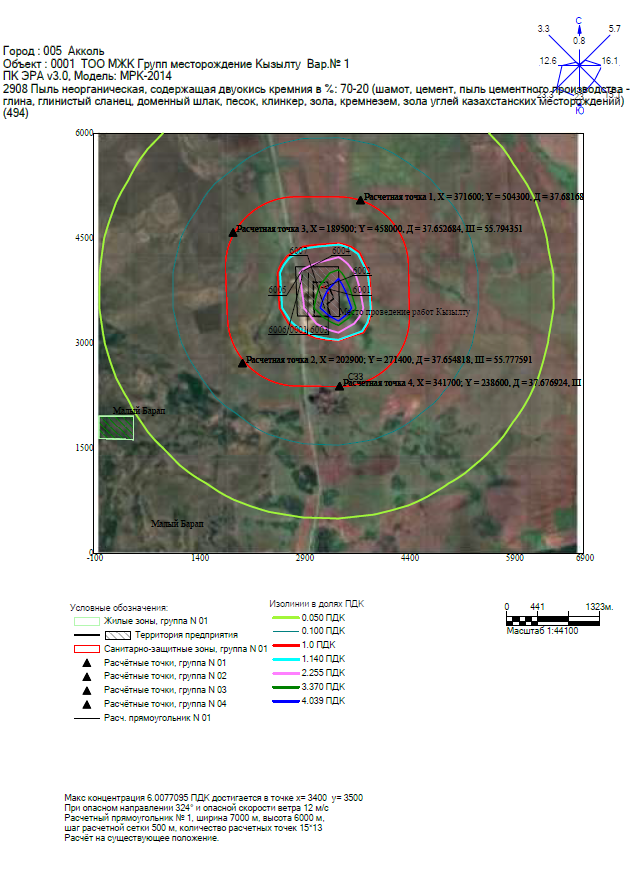 Город : 005 Акколь
Объект : 0001 ТОО МЖК Групп месторождение Кызылту Вар.№ 1
ПК ЭРА v3.0, Модель: МРК-2014
2908 Пыль неорганическая, содержащая двуокись кремния в %: 70-20 (шамот, цемент, пыль цементного производства -
глина, глинистый сланец, доменный шлак, песок, клинкер, зола, кремнезем, зола углей казахстанских месторождений)
(494)
С
3.3
5.7
0.8
12.6
16.1
23.3
Ю
6000
4500
3000
1500
0
Расчетная точка 1, X = 371600; Y = 504300, Д = 37.68168
Расчетная точка 3, X = 189500; Y = 458000, Д = 37.652684, Ш = 55.794351
6004
6002
6005
6001
Место проведение работ Кызылту
Расчетная точка 2, X = 202900; Y = 271400, Д = 37.654818, Ш = 55.777591
СЗЗ
Расчетная точка 4, X = 341700; Y = 238600, Д = 37.676924, Ш
Малый Барап
Малый Барап
-100 1400 2900 4400 5900 6900
Условные обозначения:
Жилые зоны, группа N 01
Территория предприятия
Санитарно-защитные зоны, группа N 01
Расчётные точки, группа N 01
Расчётные точки, группа N 02
Расчётные точки, группа N 03
Расчётные точки, группа N 04
Расч. прямоугольник N 01
Изолинии в долях ПДК
0.050 ПДК
0.100 ПДК
1.0 ПДК
1.140 ПДК
2.255 ПДК
3.370 ПДК
4.039 ПДК
0 441 1323м.
Масштаб 1:44100
Макс концентрация 6.0077095 ПДК достигается в точке x= 3400 y= 3500
При опасном направлении 324° и опасной скорости ветра 12 м/с
Расчетный прямоугольник № 1, ширина 7000 м, высота 6000 м,
шаг расчетной сетки 500 м, количество расчетных точек 15*13
Расчёт на существующее положение.